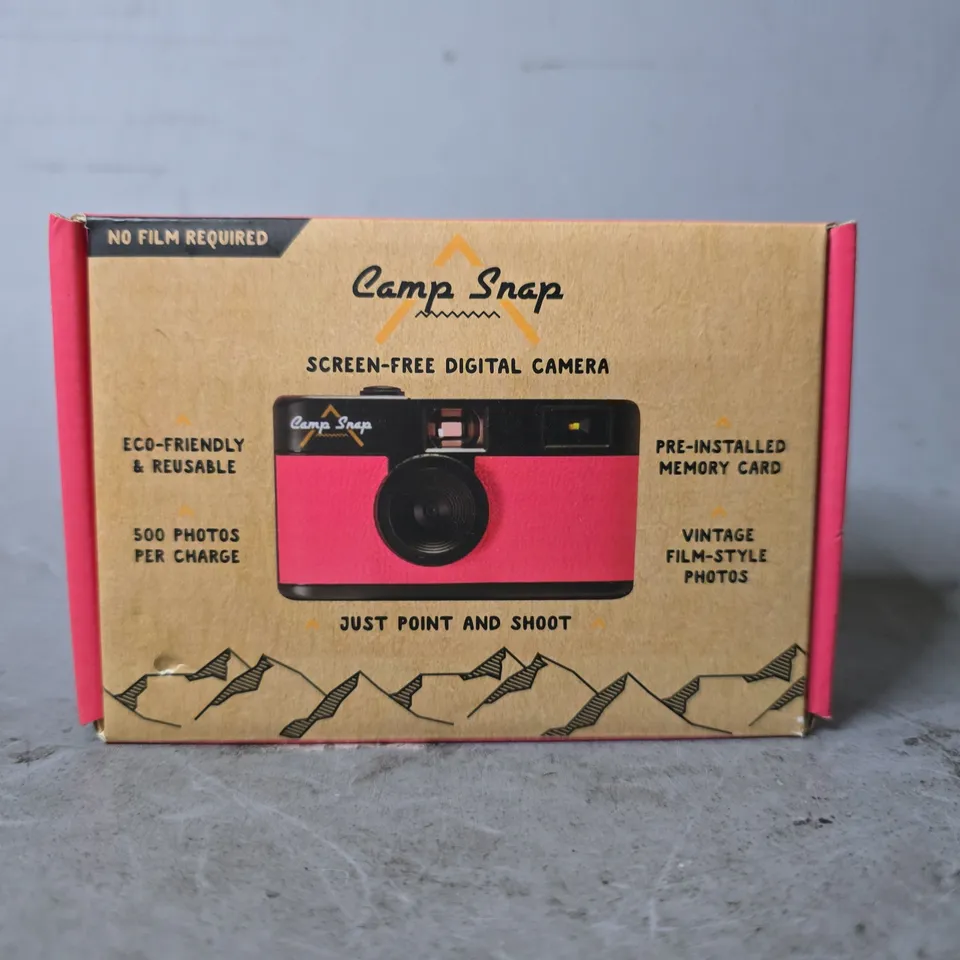 NO FILM REQUIRED
Camp Snap
SCREEN-FREE DIGITAL CAMERA
Camp Snap
ECO-FRIENDLY
& REUSABLE
500 PHOTOS
PER CHARGE
PRE-INSTALLED
MEMORY CARD
VINTAGE
FILM-STYLE
PHOTOS
JUST POINT AND SHOOT